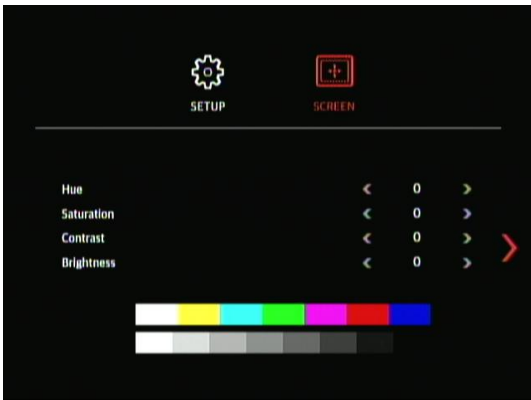 SETUP SCREEN
Hue 0
Saturation 0
Contrast 0
Brightness 0